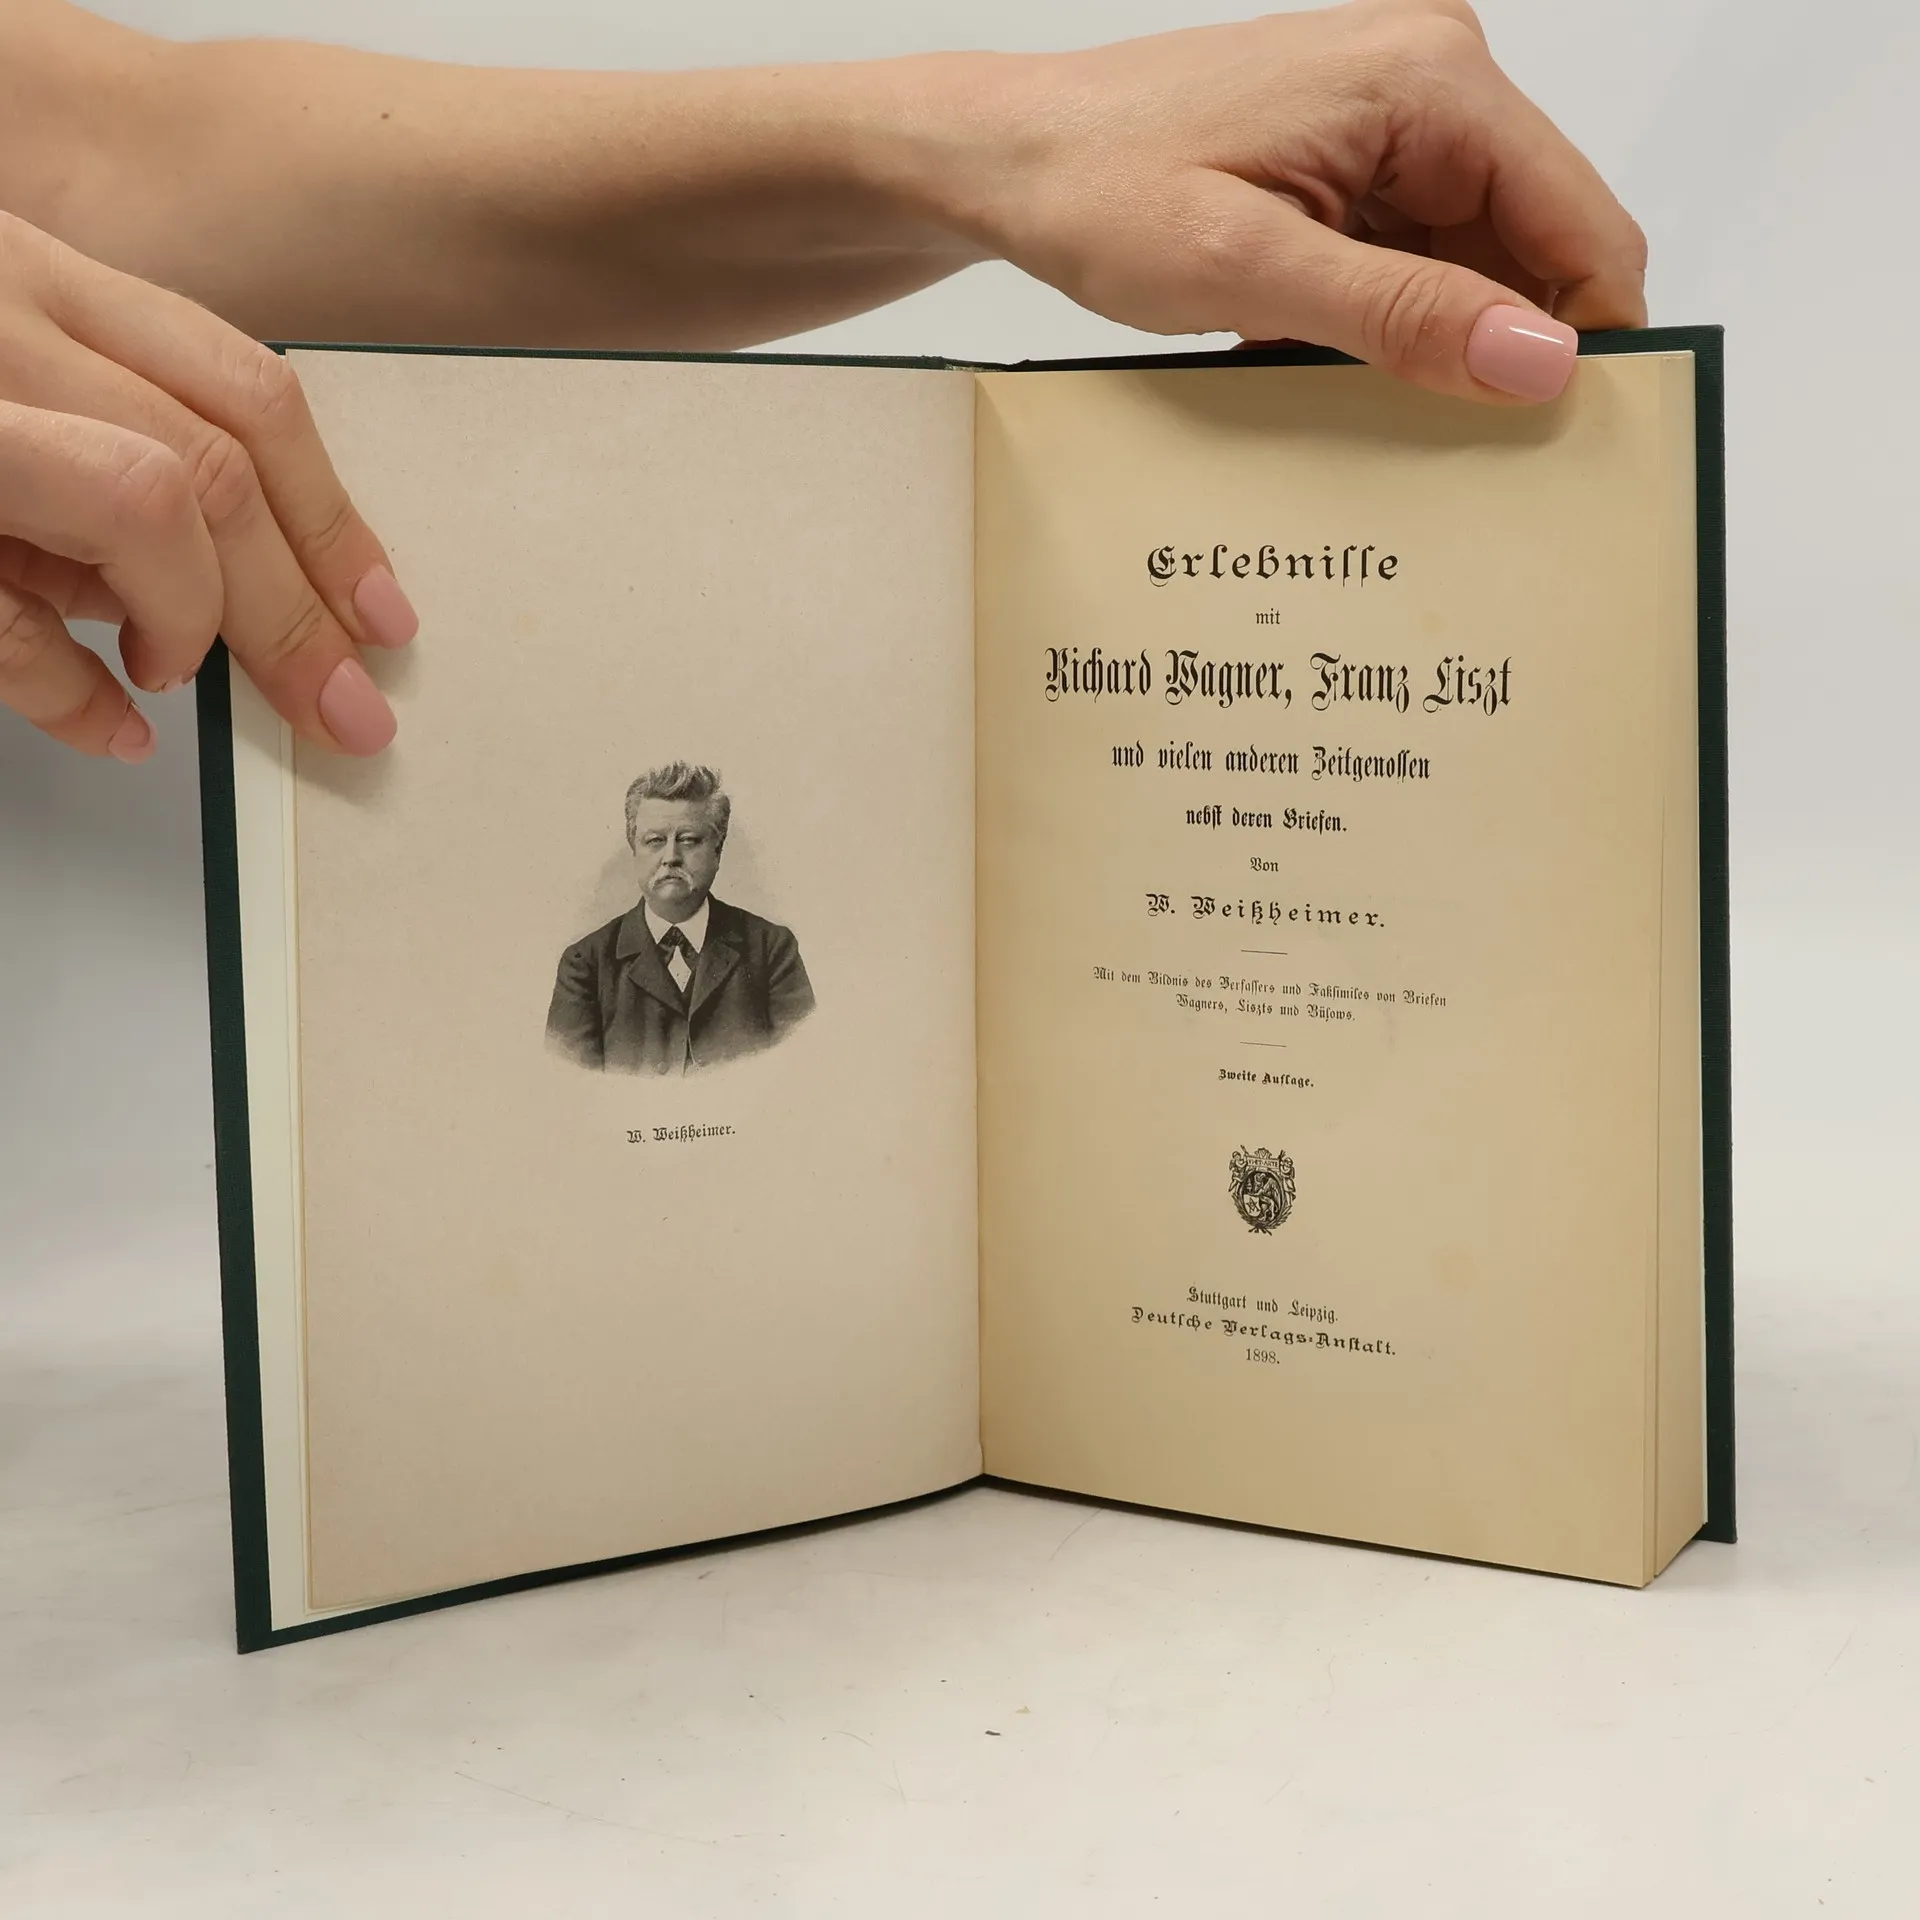 W. Weißheimer.
Erlebniſſe
mit
Richard Wagner, Franz Liszt
und vielen anderen Zeitgenoſſen
nebſt deren Briefen.
Von
W. Weißheimer.
Mit dem Bildnis des Verfaſſers und Fakſimiles von Briefen
Wagners, Liszts und Bülows.
Zweite Auflage.
Stuttgart und Leipzig.
Deutſche Verlags-Anſtalt.
1898.